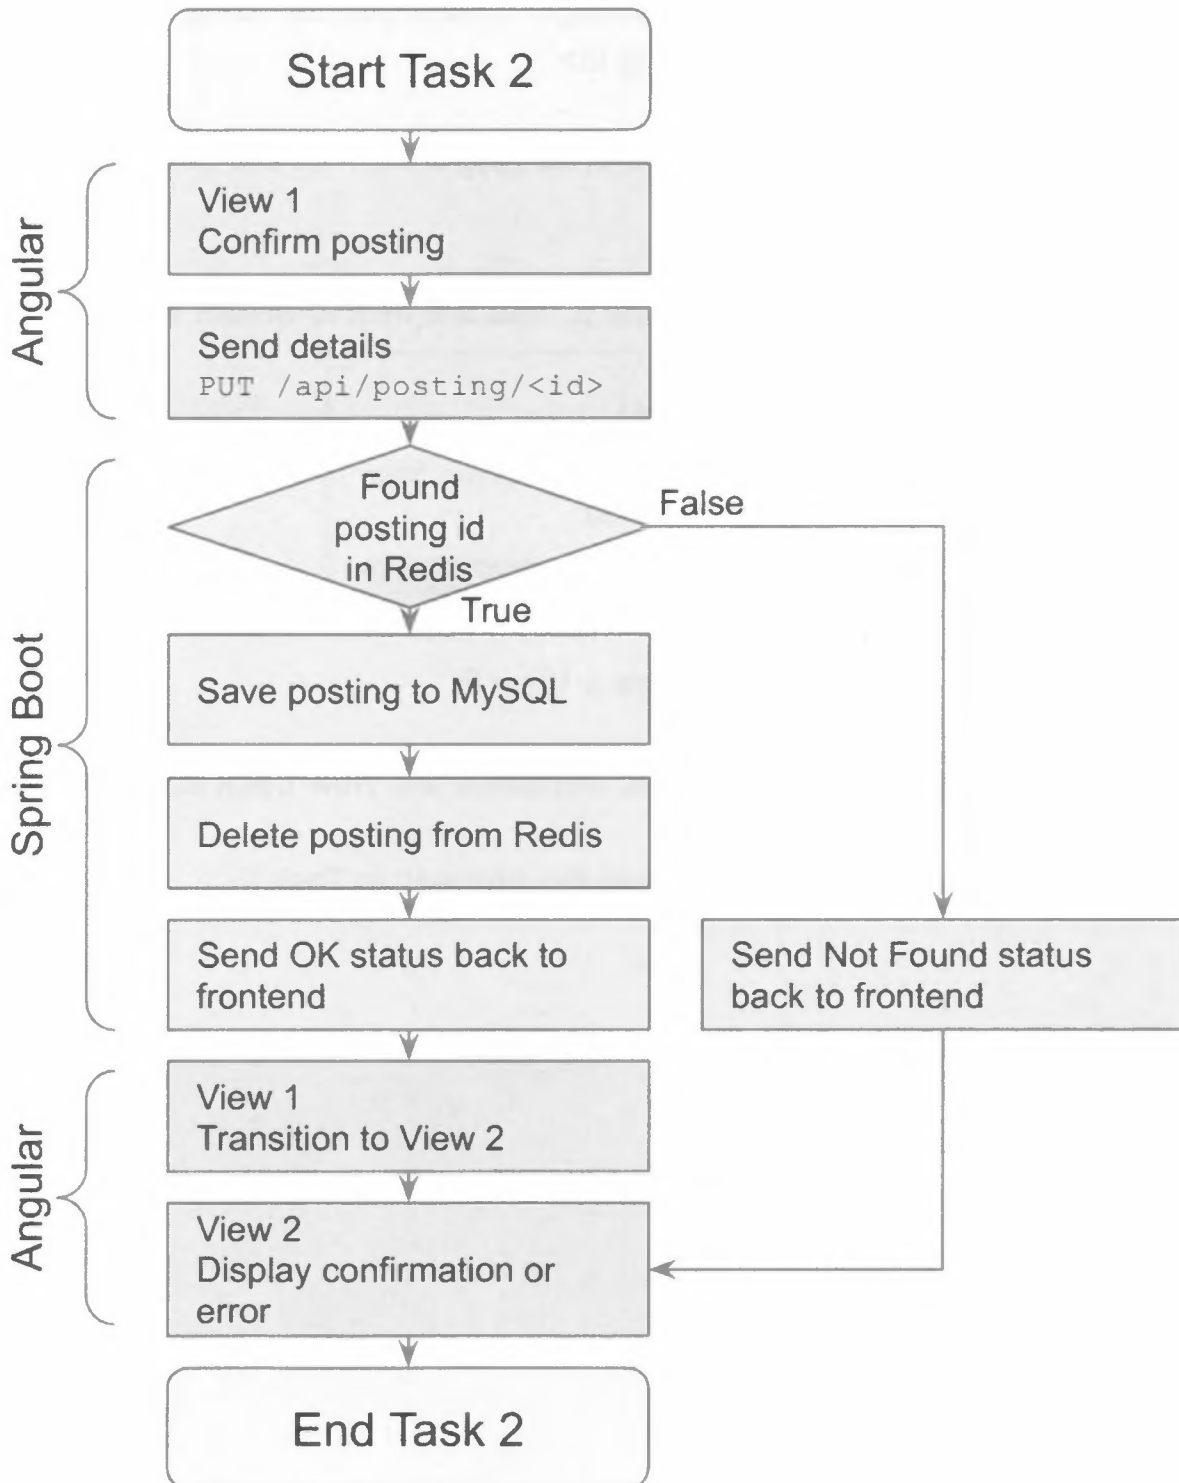 Start Task 2
View 1
Confirm posting
Send details
PUT /api/posting/<id>
Angular
Found
posting id
in Redis
False
True
Save posting to MySQL
Delete posting from Redis
Send OK status back to
frontend
Send Not Found status
back to frontend
Spring Boot
View 1
Transition to View 2
View 2
Display confirmation or
error
Angular
End Task 2